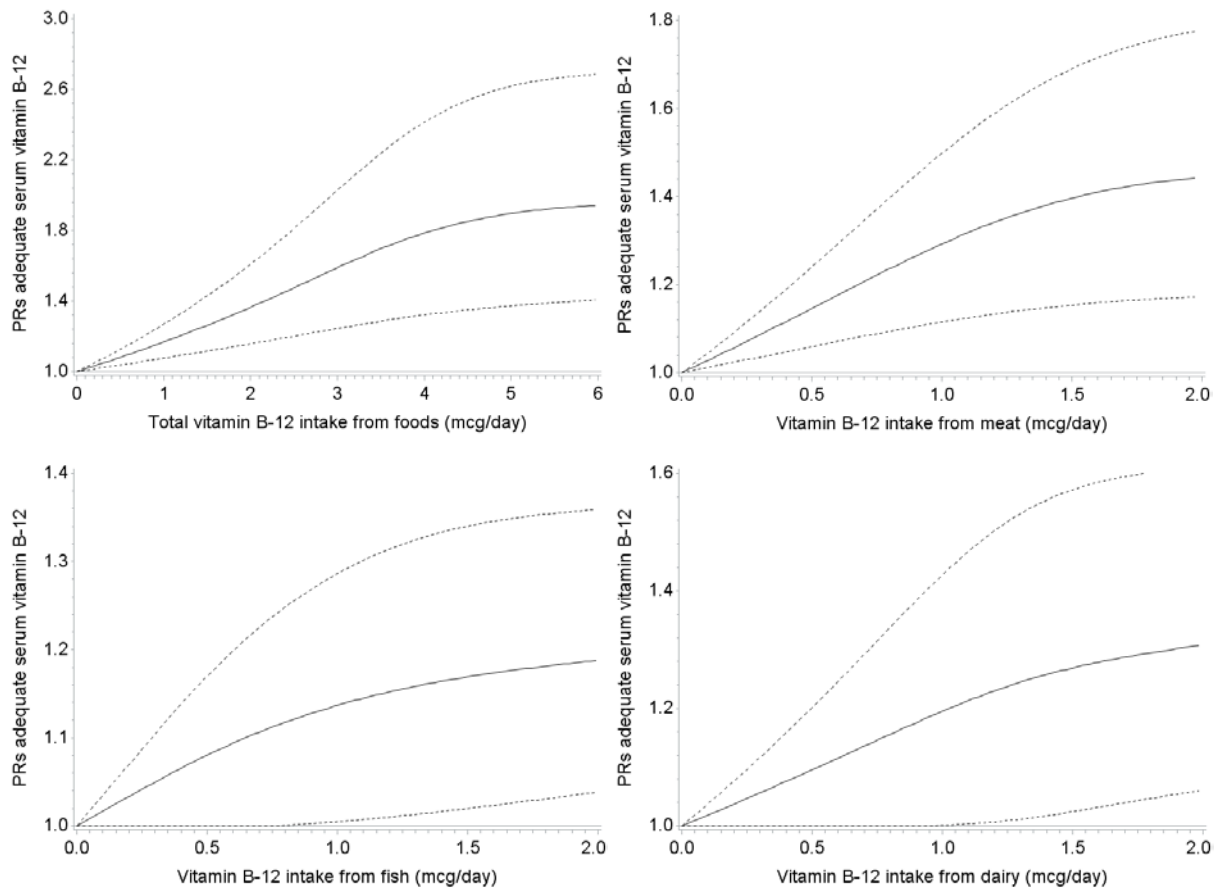 3.0
2.6
2.2
1.8
1.4
1.0
PRs adequate serum vitamin B-12
0 1 2 3 4 5 6
Total vitamin B-12 intake from foods (mcg/day)
1.8
1.6
1.4
1.2
1.0
PRs adequate serum vitamin B-12
0.0 0.5 1.0 1.5 2.0
Vitamin B-12 intake from meat (mcg/day)
1.4
1.3
1.2
1.1
1.0
PRs adequate serum vitamin B-12
0.0 0.5 1.0 1.5 2.0
Vitamin B-12 intake from fish (mcg/day)
1.6
1.4
1.2
1.0
PRs adequate serum vitamin B-12
0.0 0.5 1.0 1.5 2.0
Vitamin B-12 intake from dairy (mcg/day)